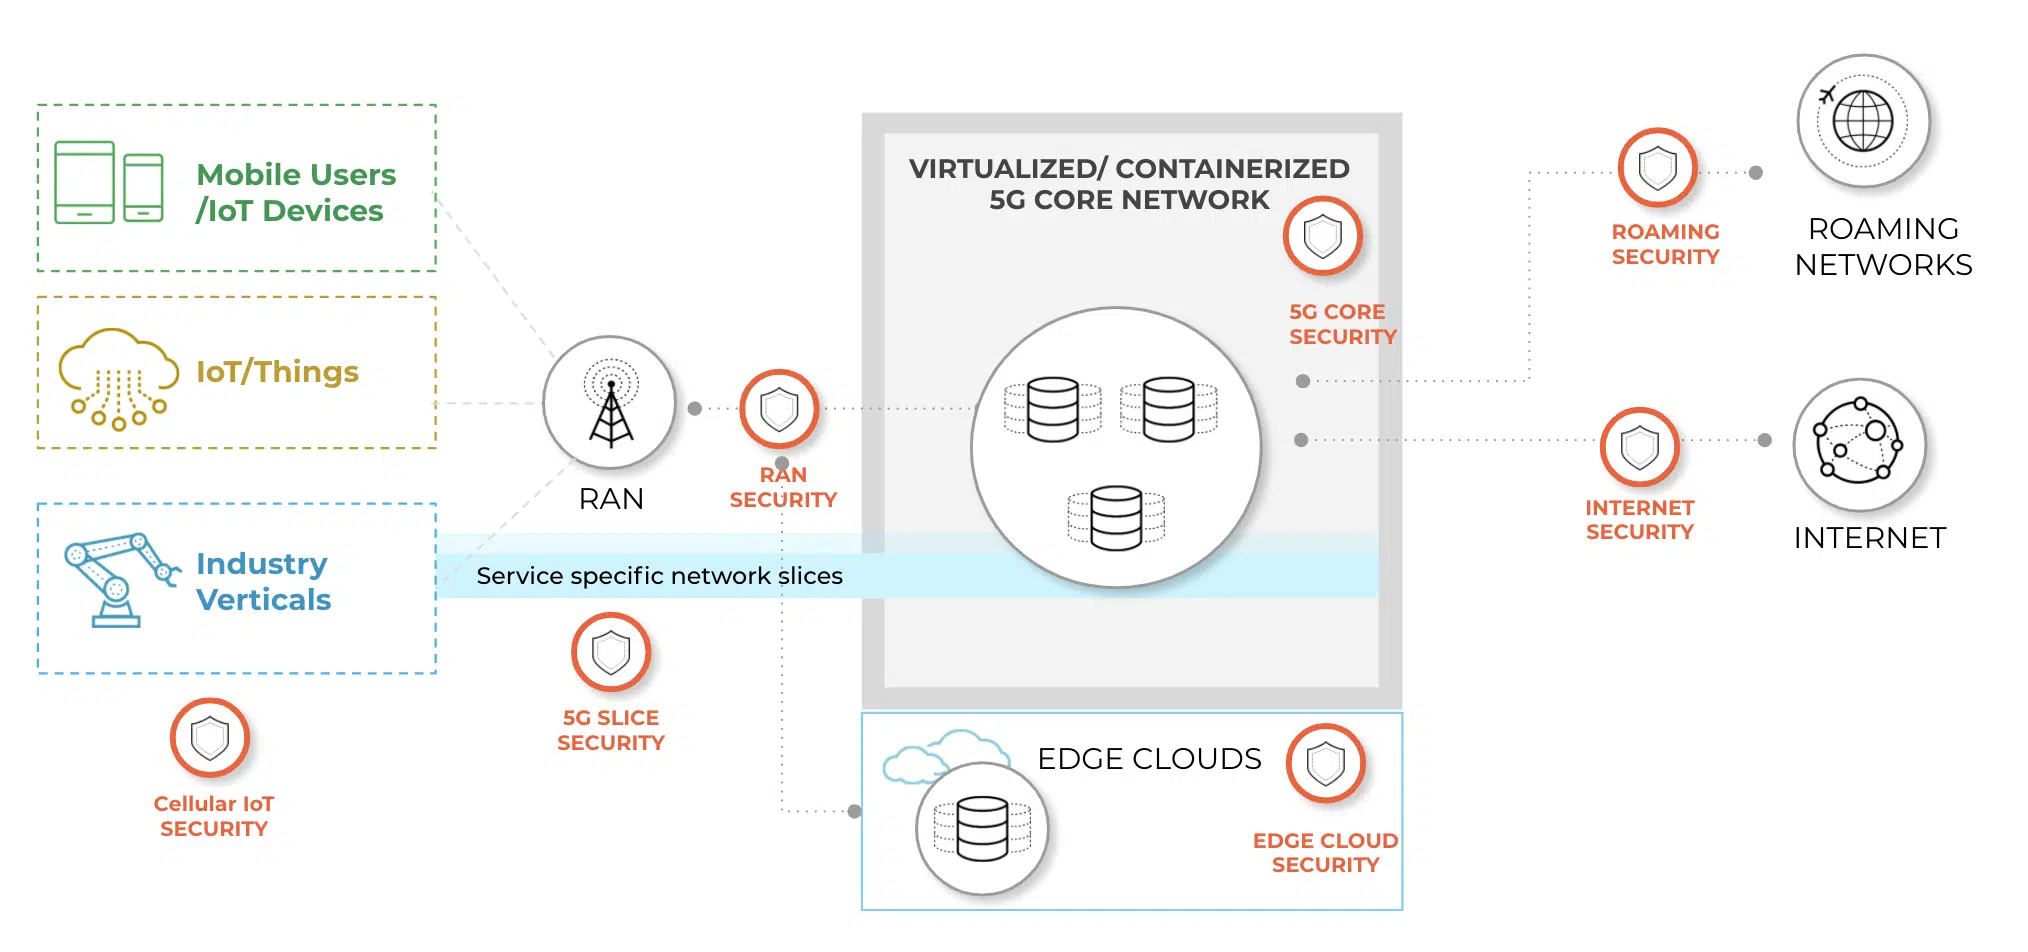 Mobile Users
/IoT Devices
IoT/Things
Industry
Verticals
Cellular IoT
SECURITY
RAN
RAN
SECURITY
Service specific network slices
5G SLICE
SECURITY
VIRTUALIZED/ CONTAINERIZED
5G CORE NETWORK
5G CORE
SECURITY
EDGE CLOUDS
EDGE CLOUD
SECURITY
ROAMING
SECURITY
ROAMING
NETWORKS
INTERNET
SECURITY
INTERNET